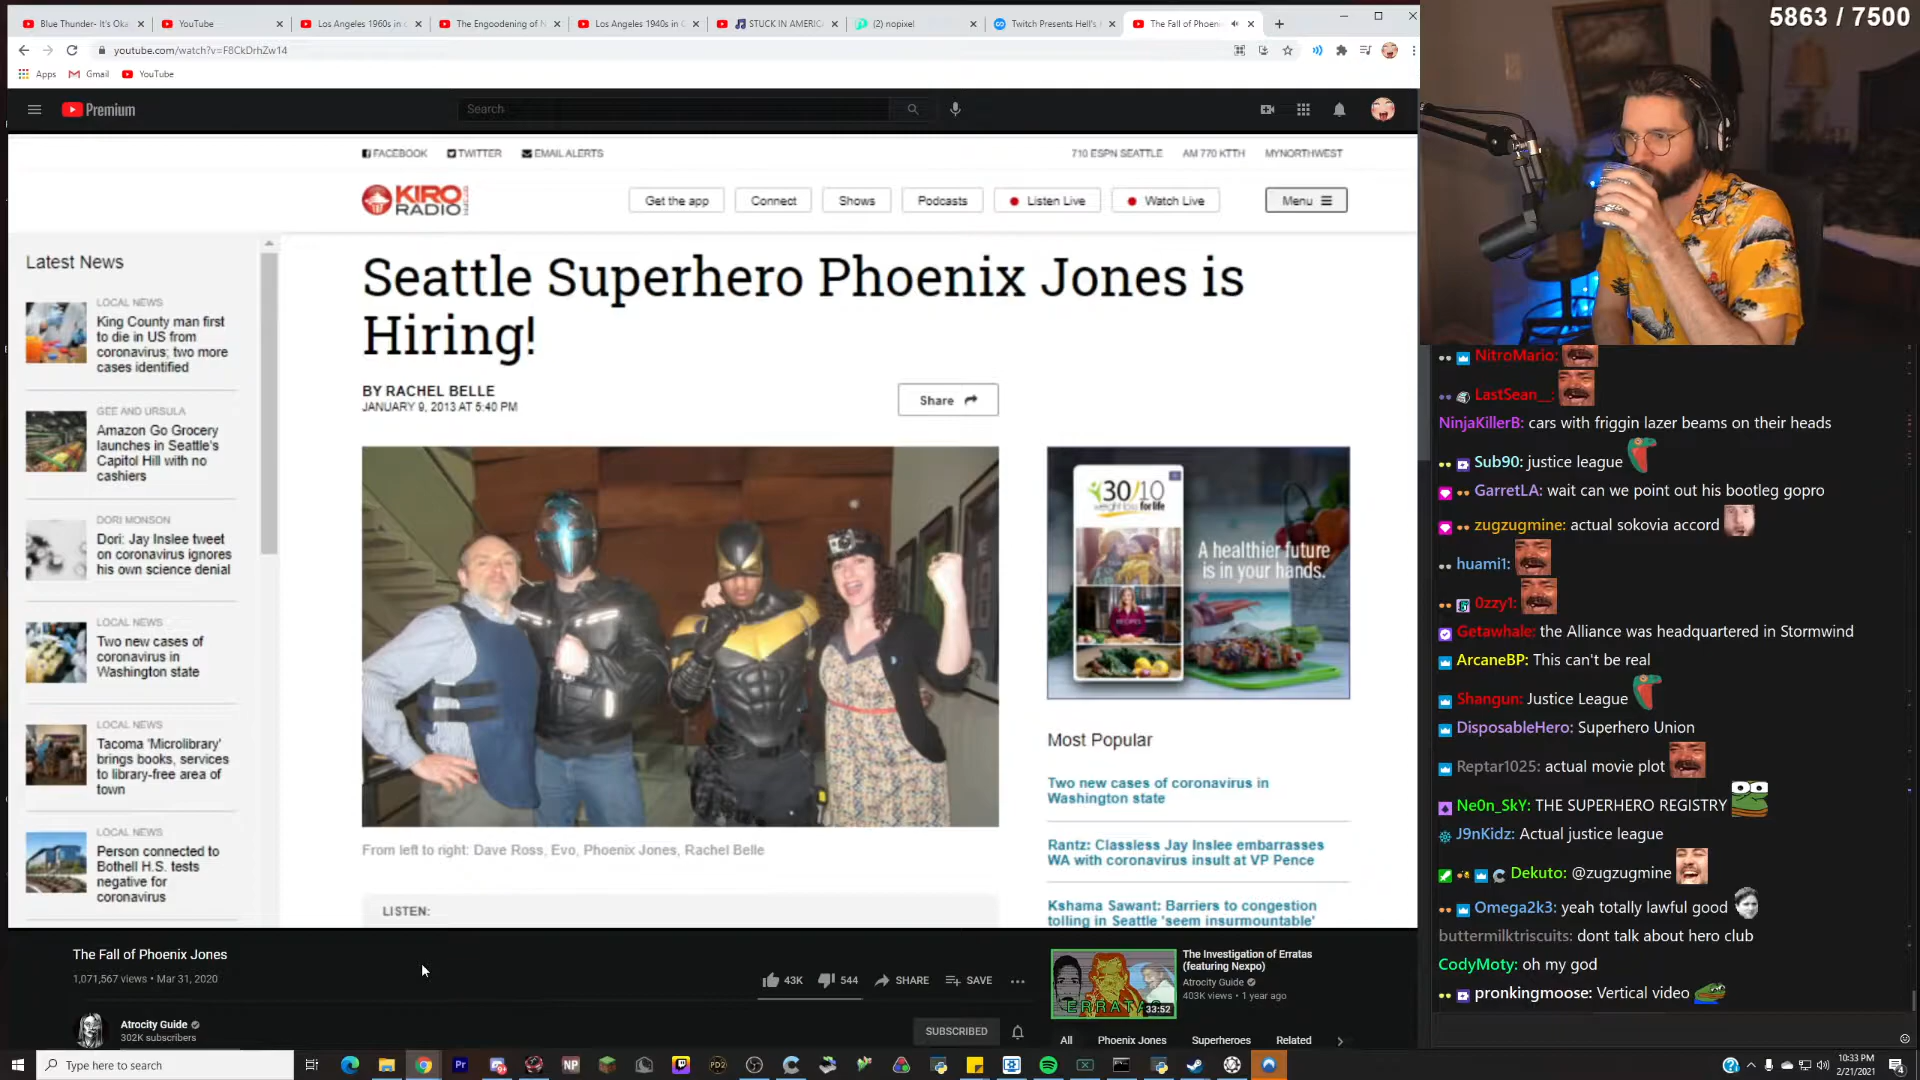 Blue Thunder- It's Oka
YouTube
Los Angeles 1960s in c
The Engoodening of N
Los Angeles 1940s in C
STUCK IN AMERIC
(2) nopixel
Twitch Presents Hell's
The Fall of Phoeni
5863 / 7500
youtube.com/watch?v=F8CkDrhZw14
Apps
Gmail
YouTube
Premium
Search
FACEBOOK
TWITTER
EMAIL ALERTS
710 ESPN SEATTLE
AM 770 KTTH
MYNORTHWEST
KIRO
RADIO
Get the app
Connect
Shows
Podcasts
Listen Live
Watch Live
Menu
Latest News
LOCAL NEWS
King County man first
to die in US from
coronavirus; two more
cases identified
GEE AND URSULA
Amazon Go Grocery
launches in Seattle's
Capitol Hill with no
cashiers
DORI MONSON
Dori: Jay Inslee tweet
on coronavirus ignores
his own science denial
LOCAL NEWS
Two new cases of
coronavirus in
Washington state
LOCAL NEWS
Tacoma 'Microlibrary'
brings books, services
to library-free area of
town
LOCAL NEWS
Person connected to
Bothell H.S. tests
negative for
coronavirus
Seattle Superhero Phoenix Jones is
Hiring!
BY RACHEL BELLE
JANUARY 9, 2013 AT 5:40 PM
Share
From left to right: Dave Ross, Evo, Phoenix Jones, Rachel Belle
LISTEN:
30/10
weight loss for life
RECIPES
A healthier future
is in your hands.
Most Popular
Two new cases of coronavirus in
Washington state
Rantz: Classless Jay Inslee embarrasses
WA with coronavirus insult at VP Pence
Kshama Sawant: Barriers to congestion
tolling in Seattle 'seem insurmountable'
The Fall of Phoenix Jones
1,071,567 views • Mar 31, 2020
43K
544
SHARE
SAVE
Atrocity Guide
302K subscribers
SUBSCRIBED
ERRATAS
33:52
The Investigation of Erratas
(featuring Nexpo)
Atrocity Guide
403K views • 1 year ago
All
Phoenix Jones
Superheroes
Related
NitroMario:
LastSean__:
NinjaKillerB: cars with friggin lazer beams on their heads
Sub90: justice league
GarretLA: wait can we point out his bootleg gopro
zugzugmine: actual sokovia accord
huami1:
0zzy1:
Getawhale: the Alliance was headquartered in Stormwind
ArcaneBP: This can't be real
Shangun: Justice League
DisposableHero: Superhero Union
Reptar1025: actual movie plot
Ne0n_SkY: THE SUPERHERO REGISTRY
J9nKidz: Actual justice league
Dekuto: @zugzugmine
Omega2k3: yeah totally lawful good
buttermilktriscuits: dont talk about hero club
CodyMoty: oh my god
pronkingmoose: Vertical video
Type here to search
Pr
NP
PD2
10:33 PM
2/21/2021